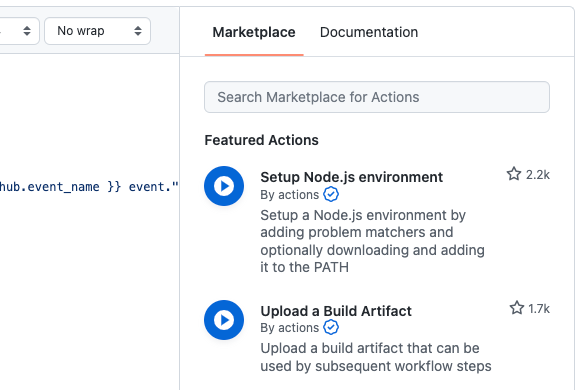 No wrap
Marketplace
Documentation
Search Marketplace for Actions
Featured Actions
hub.event_name }} event."
Setup Node.js environment
2.2k
By actions
Setup a Node.js environment by
adding problem matchers and
optionally downloading and adding
it to the PATH
Upload a Build Artifact
1.7k
By actions
Upload a build artifact that can be
used by subsequent workflow steps